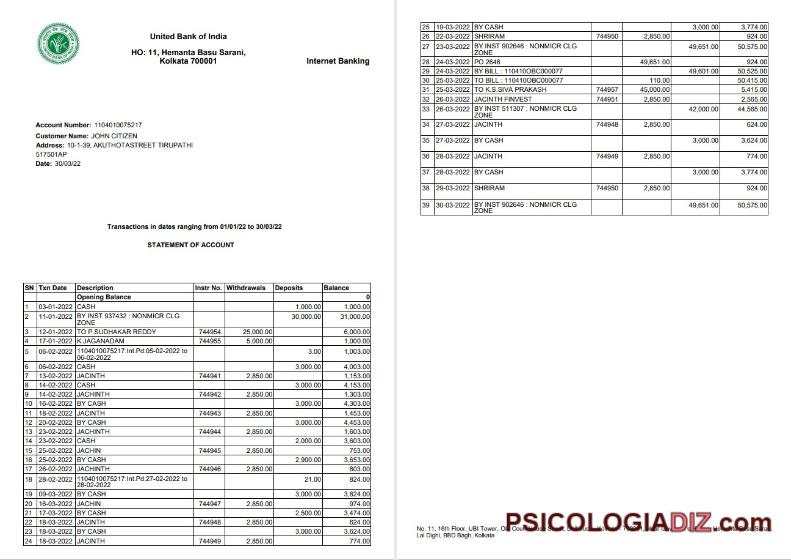 United Bank of India
HO: 11, Hemanta Basu Sarani,
Kolkata 700001
Internet Banking
Account Number: 1104010075217
Customer Name: JOHN CITIZEN
Address: 10-1-39, AKUTHOTASTREET TIRUPATHI
517501AP
Date: 30/03/22
Transactions in dates ranging from 01/01/22 to 30/03/22
STATEMENT OF ACCOUNT
SN Txn Date Description Instr No. Withdrawals Deposits Balance
Opening Balance 0
1 03-01-2022 CASH 1,000.00 1,000.00
2 11-01-2022 BY INST 937432 : NONMICR CLG 30,000.00 31,000.00
ZONE
3 12-01-2022 TO P.SUDHAKAR REDDY 744954 25,000.00 6,000.00
4 17-01-2022 K.JAGANADAM 744955 5,000.00 1,000.00
5 06-02-2022 1104010075217:Int.Pd:05-02-2022 to 3.00 1,003.00
06-02-2022
6 06-02-2022 CASH 3,000.00 4,003.00
7 13-02-2022 JACINTH 744941 2,850.00 1,153.00
8 14-02-2022 CASH 3,000.00 4,153.00
9 14-02-2022 JACHINTH 744942 2,850.00 1,303.00
10 16-02-2022 BY CASH 3,000.00 4,303.00
11 18-02-2022 JACINTH 744943 2,850.00 1,453.00
12 20-02-2022 BY CASH 3,000.00 4,453.00
13 23-02-2022 JACHINTH 744944 2,850.00 1,603.00
14 23-02-2022 CASH 2,000.00 3,603.00
15 25-02-2022 JACHIN 744945 2,850.00 753.00
16 25-02-2022 BY CASH 2,900.00 3,653.00
17 26-02-2022 JACHINTH 744946 2,850.00 803.00
18 28-02-2022 1104010075217:Int.Pd:27-02-2022 to 21.00 824.00
28-02-2022
19 09-03-2022 BY CASH 3,000.00 3,824.00
20 16-03-2022 JACHIN 744947 2,850.00 974.00
21 17-03-2022 BY CASH 2,500.00 3,474.00
22 18-03-2022 JACINTH 744948 2,850.00 624.00
23 18-03-2022 BY CASH 3,000.00 3,624.00
24 18-03-2022 JACINTH 744949 2,850.00 774.00
25 19-03-2022 BY CASH 3,000.00 3,774.00
26 22-03-2022 SHRIRAM 744950 2,850.00 924.00
27 23-03-2022 BY INST 902646 : NONMICR CLG 49,651.00 50,575.00
ZONE
28 24-03-2022 PO 2646 49,651.00 924.00
29 24-03-2022 BY BILL : 110410OBC000077 49,601.00 50,525.00
30 25-03-2022 TO BILL : 110410OBC000077 110.00 50,415.00
31 25-03-2022 TO K.S.SIVA PRAKASH 744957 45,000.00 5,415.00
32 26-03-2022 JACINTH FINVEST 744951 2,850.00 2,565.00
33 26-03-2022 BY INST 511307 : NONMICR CLG 42,000.00 44,565.00
ZONE
34 27-03-2022 JACINTH 744948 2,850.00 624.00
35 27-03-2022 BY CASH 3,000.00 3,624.00
36 28-03-2022 JACINTH 744949 2,850.00 774.00
37 28-03-2022 BY CASH 3,000.00 3,774.00
38 29-03-2022 SHRIRAM 744950 2,850.00 924.00
39 30-03-2022 BY INST 902646 : NONMICR CLG 49,651.00 50,575.00
ZONE
No. 11, 16th Floor, UBI Tower,
PSICOLOGIADIZ.com
Lal Dighi, BBD Bagh, Kolkata